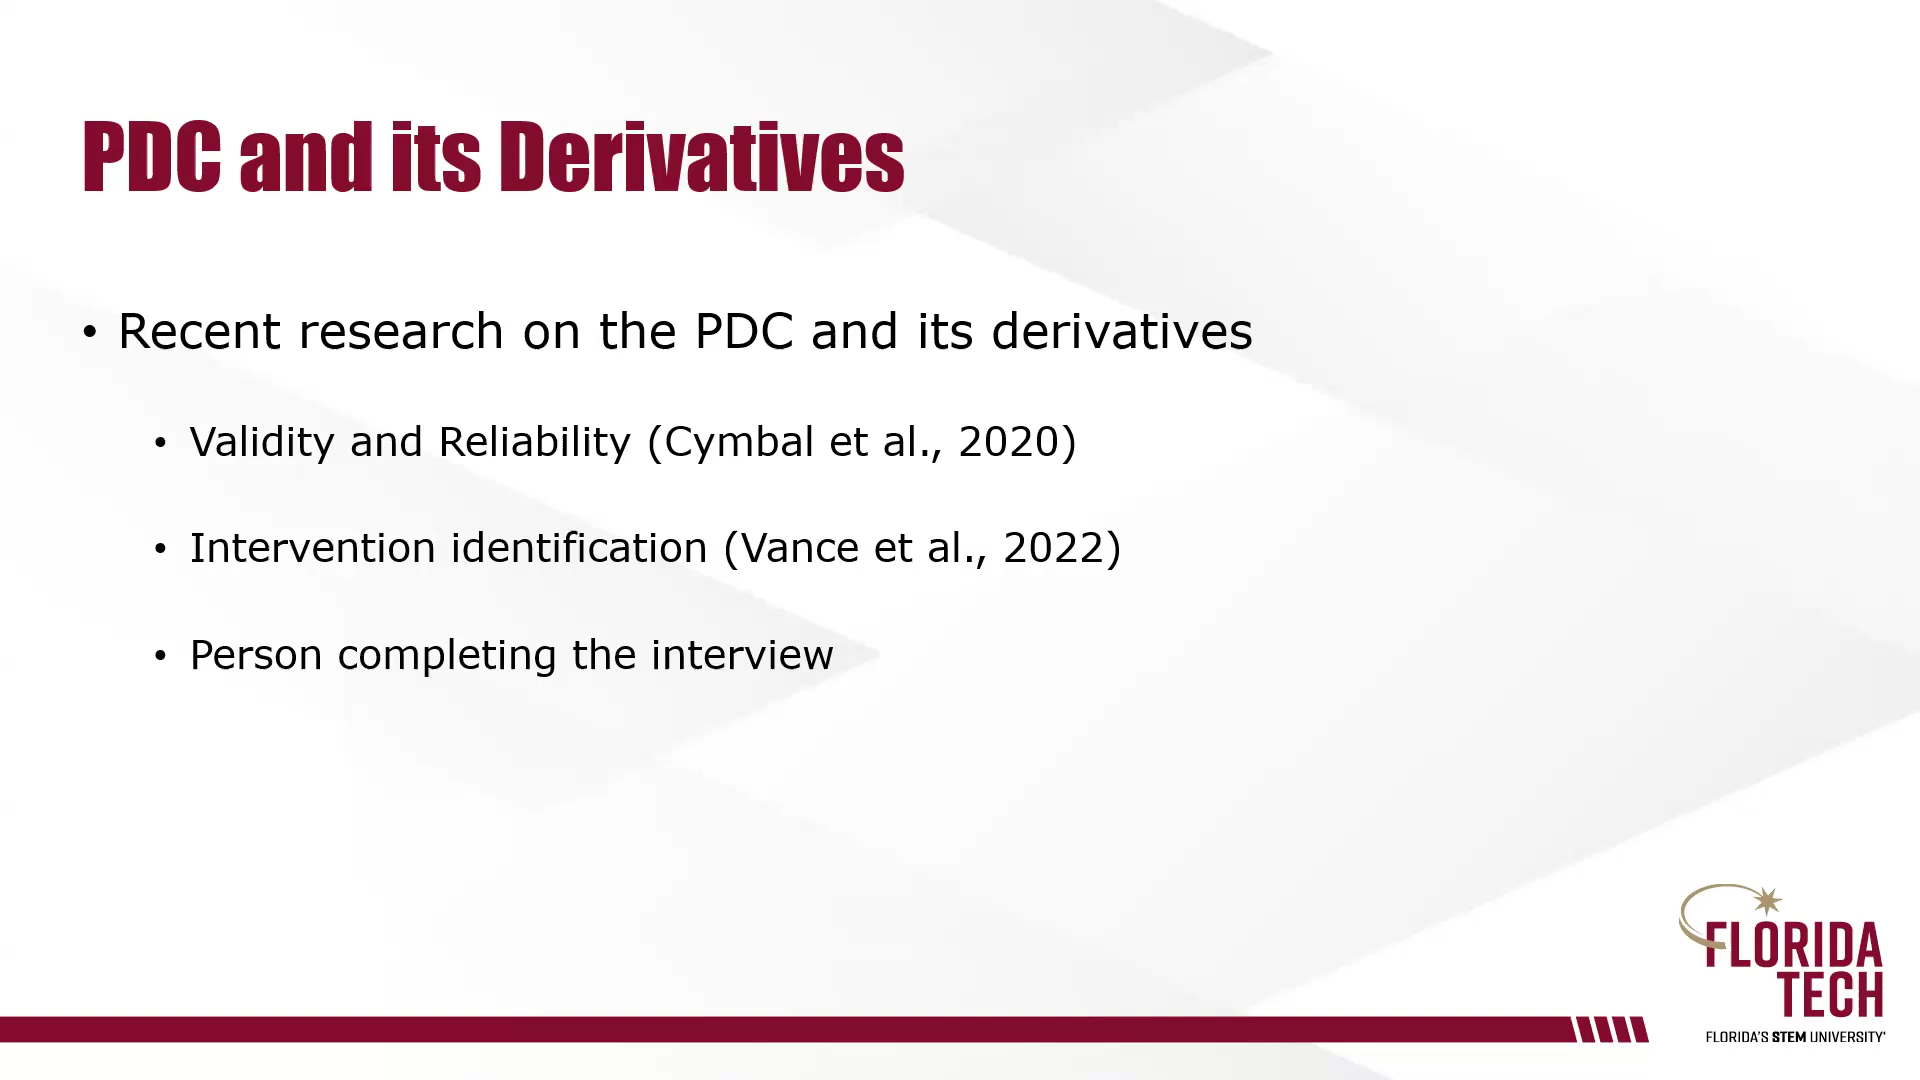 PDC and its Derivatives
• Recent research on the PDC and its derivatives
• Validity and Reliability (Cymbal et al., 2020)
• Intervention identification (Vance et al., 2022)
• Person completing the interview
FLORIDA
TECH
FLORIDA'S STEM UNIVERSITY